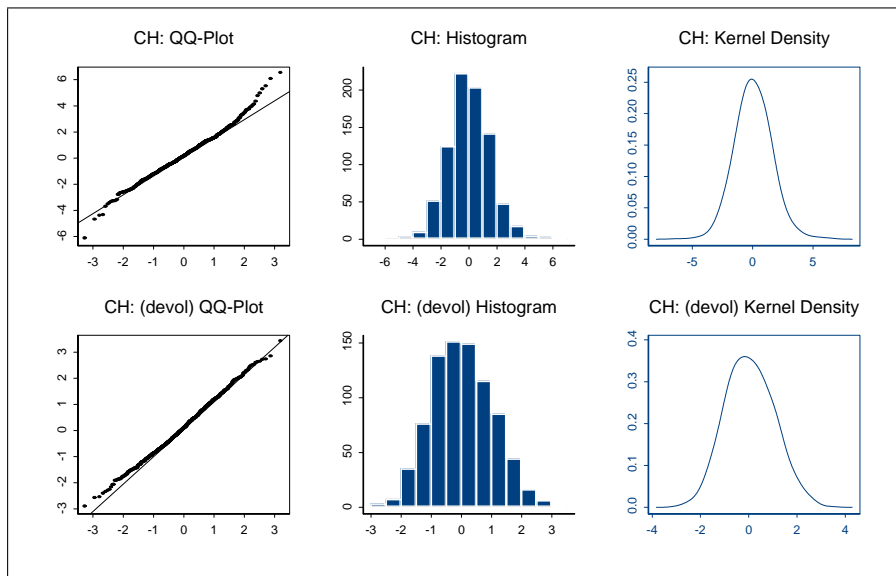 CH: QQ-Plot
-6 -4 -2 0 2 4 6
-3 -2 -1 0 1 2 3
CH: Histogram
0 50 100 150 200
-6 -4 -2 0 2 4 6
CH: Kernel Density
0.00 0.05 0.10 0.15 0.20 0.25
-5 0 5
CH: (devol) QQ-Plot
-3 -2 -1 0 1 2 3
-3 -2 -1 0 1 2 3
CH: (devol) Histogram
0 50 100 150
-3 -2 -1 0 1 2 3
CH: (devol) Kernel Density
0.0 0.1 0.2 0.3 0.4
-4 -2 0 2 4